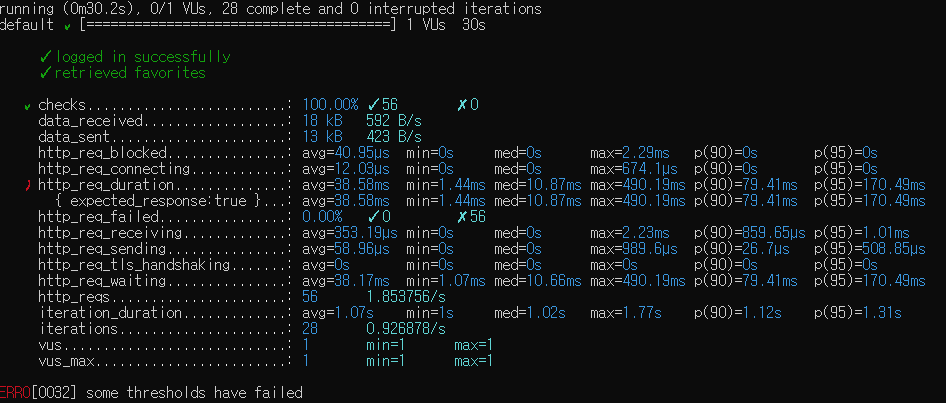 running (0m30.2s), 0/1 VUs, 28 complete and 0 interrupted iterations
default ✓ [======================================] 1 VUs  30s
✓ logged in successfully
✓ retrieved favorites
✓ checks.........................: 100.00% ✓ 56       ✗ 0
data_received..................: 18 kB   592 B/s
data_sent......................: 13 kB   423 B/s
http_req_blocked...............: avg=40.95µs  min=0s     med=0s      max=2.29ms   p(90)=0s       p(95)=0s
http_req_connecting............: avg=12.03µs  min=0s     med=0s      max=674.1µs  p(90)=0s       p(95)=0s
✗ http_req_duration..............: avg=38.58ms  min=1.44ms med=10.87ms max=490.19ms p(90)=79.41ms  p(95)=170.49ms
{ expected_response:true }...: avg=38.58ms  min=1.44ms med=10.87ms max=490.19ms p(90)=79.41ms  p(95)=170.49ms
http_req_failed................: 0.00%   ✓ 0        ✗ 56
http_req_receiving.............: avg=353.19µs min=0s     med=0s      max=2.23ms   p(90)=859.65µs p(95)=1.01ms
http_req_sending...............: avg=58.96µs  min=0s     med=0s      max=989.6µs  p(90)=26.7µs   p(95)=508.85µs
http_req_tls_handshaking.......: avg=0s       min=0s     med=0s      max=0s       p(90)=0s       p(95)=0s
http_req_waiting...............: avg=38.17ms  min=1.07ms med=10.66ms max=490.19ms p(90)=79.41ms  p(95)=170.49ms
http_reqs......................: 56      1.853756/s
iteration_duration.............: avg=1.07s    min=1s     med=1.02s   max=1.77s    p(90)=1.12s    p(95)=1.31s
iterations.....................: 28      0.926878/s
vus............................: 1       min=1      max=1
vus_max........................: 1       min=1      max=1
ERRO[0032] some thresholds have failed